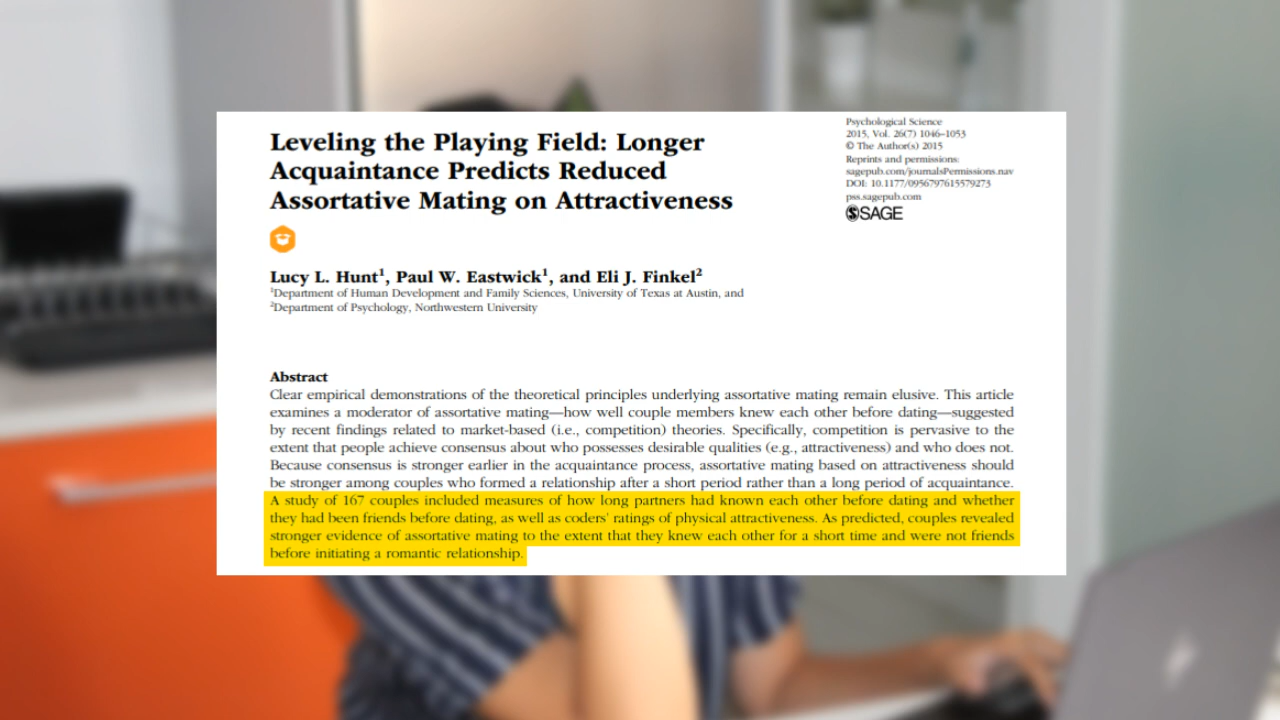 Leveling the Playing Field: Longer
Acquaintance Predicts Reduced
Assortative Mating on Attractiveness
Psychological Science
2015, Vol. 26(7) 1046–1053
© The Author(s) 2015
Reprints and permissions:
sagepub.com/journalsPermissions.nav
DOI: 10.1177/0956797615579273
pss.sagepub.com
SAGE
Lucy L. Hunt¹, Paul W. Eastwick¹, and Eli J. Finkel²
¹Department of Human Development and Family Sciences, University of Texas at Austin, and
²Department of Psychology, Northwestern University
Abstract
Clear empirical demonstrations of the theoretical principles underlying assortative mating remain elusive. This article
examines a moderator of assortative mating—how well couple members knew each other before dating—suggested
by recent findings related to market-based (i.e., competition) theories. Specifically, competition is pervasive to the
extent that people achieve consensus about who possesses desirable qualities (e.g., attractiveness) and who does not.
Because consensus is stronger earlier in the acquaintance process, assortative mating based on attractiveness should
be stronger among couples who formed a relationship after a short period rather than a long period of acquaintance.
A study of 167 couples included measures of how long partners had known each other before dating and whether
they had been friends before dating, as well as coders' ratings of physical attractiveness. As predicted, couples revealed
stronger evidence of assortative mating to the extent that they knew each other for a short time and were not friends
before initiating a romantic relationship.